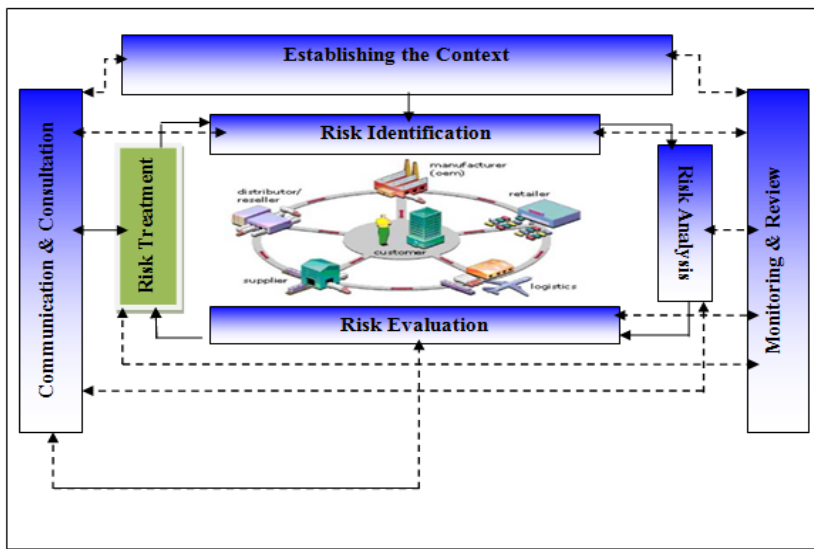 Establishing the Context
Communication & Consultation
Risk Identification
Monitoring & Review
Risk Treatment
Risk Analysis
manufacturer
(oem)
distributor/
reseller
retailer
customer
supplier
logistics
Risk Evaluation